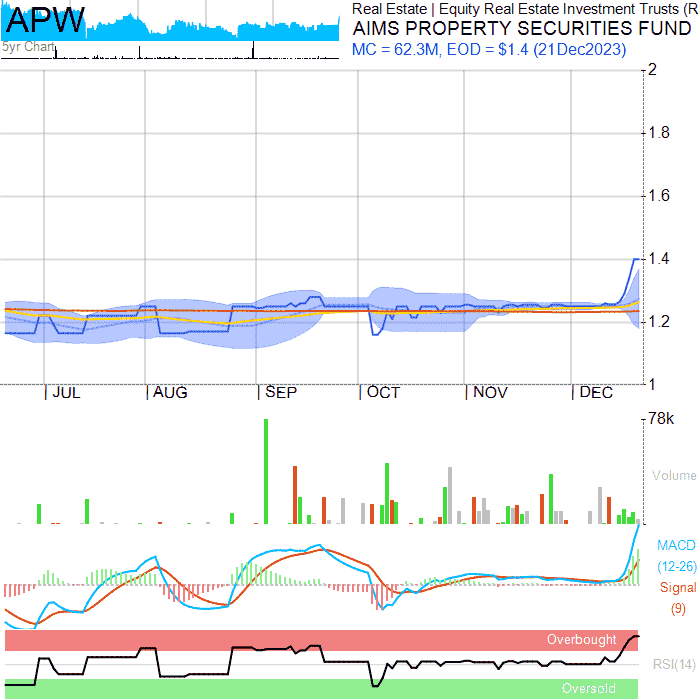 APW
5yr Chart
Real Estate | Equity Real Estate Investment Trusts (R
AIMS PROPERTY SECURITIES FUND
MC = 62.3M, EOD = $1.4 (21Dec2023)
2
1.8
1.6
1.4
1.2
1
JUL
AUG
SEP
OCT
NOV
DEC
78k
Volume
MACD
(12-26)
Signal
(9)
Overbought
RSI(14)
Oversold